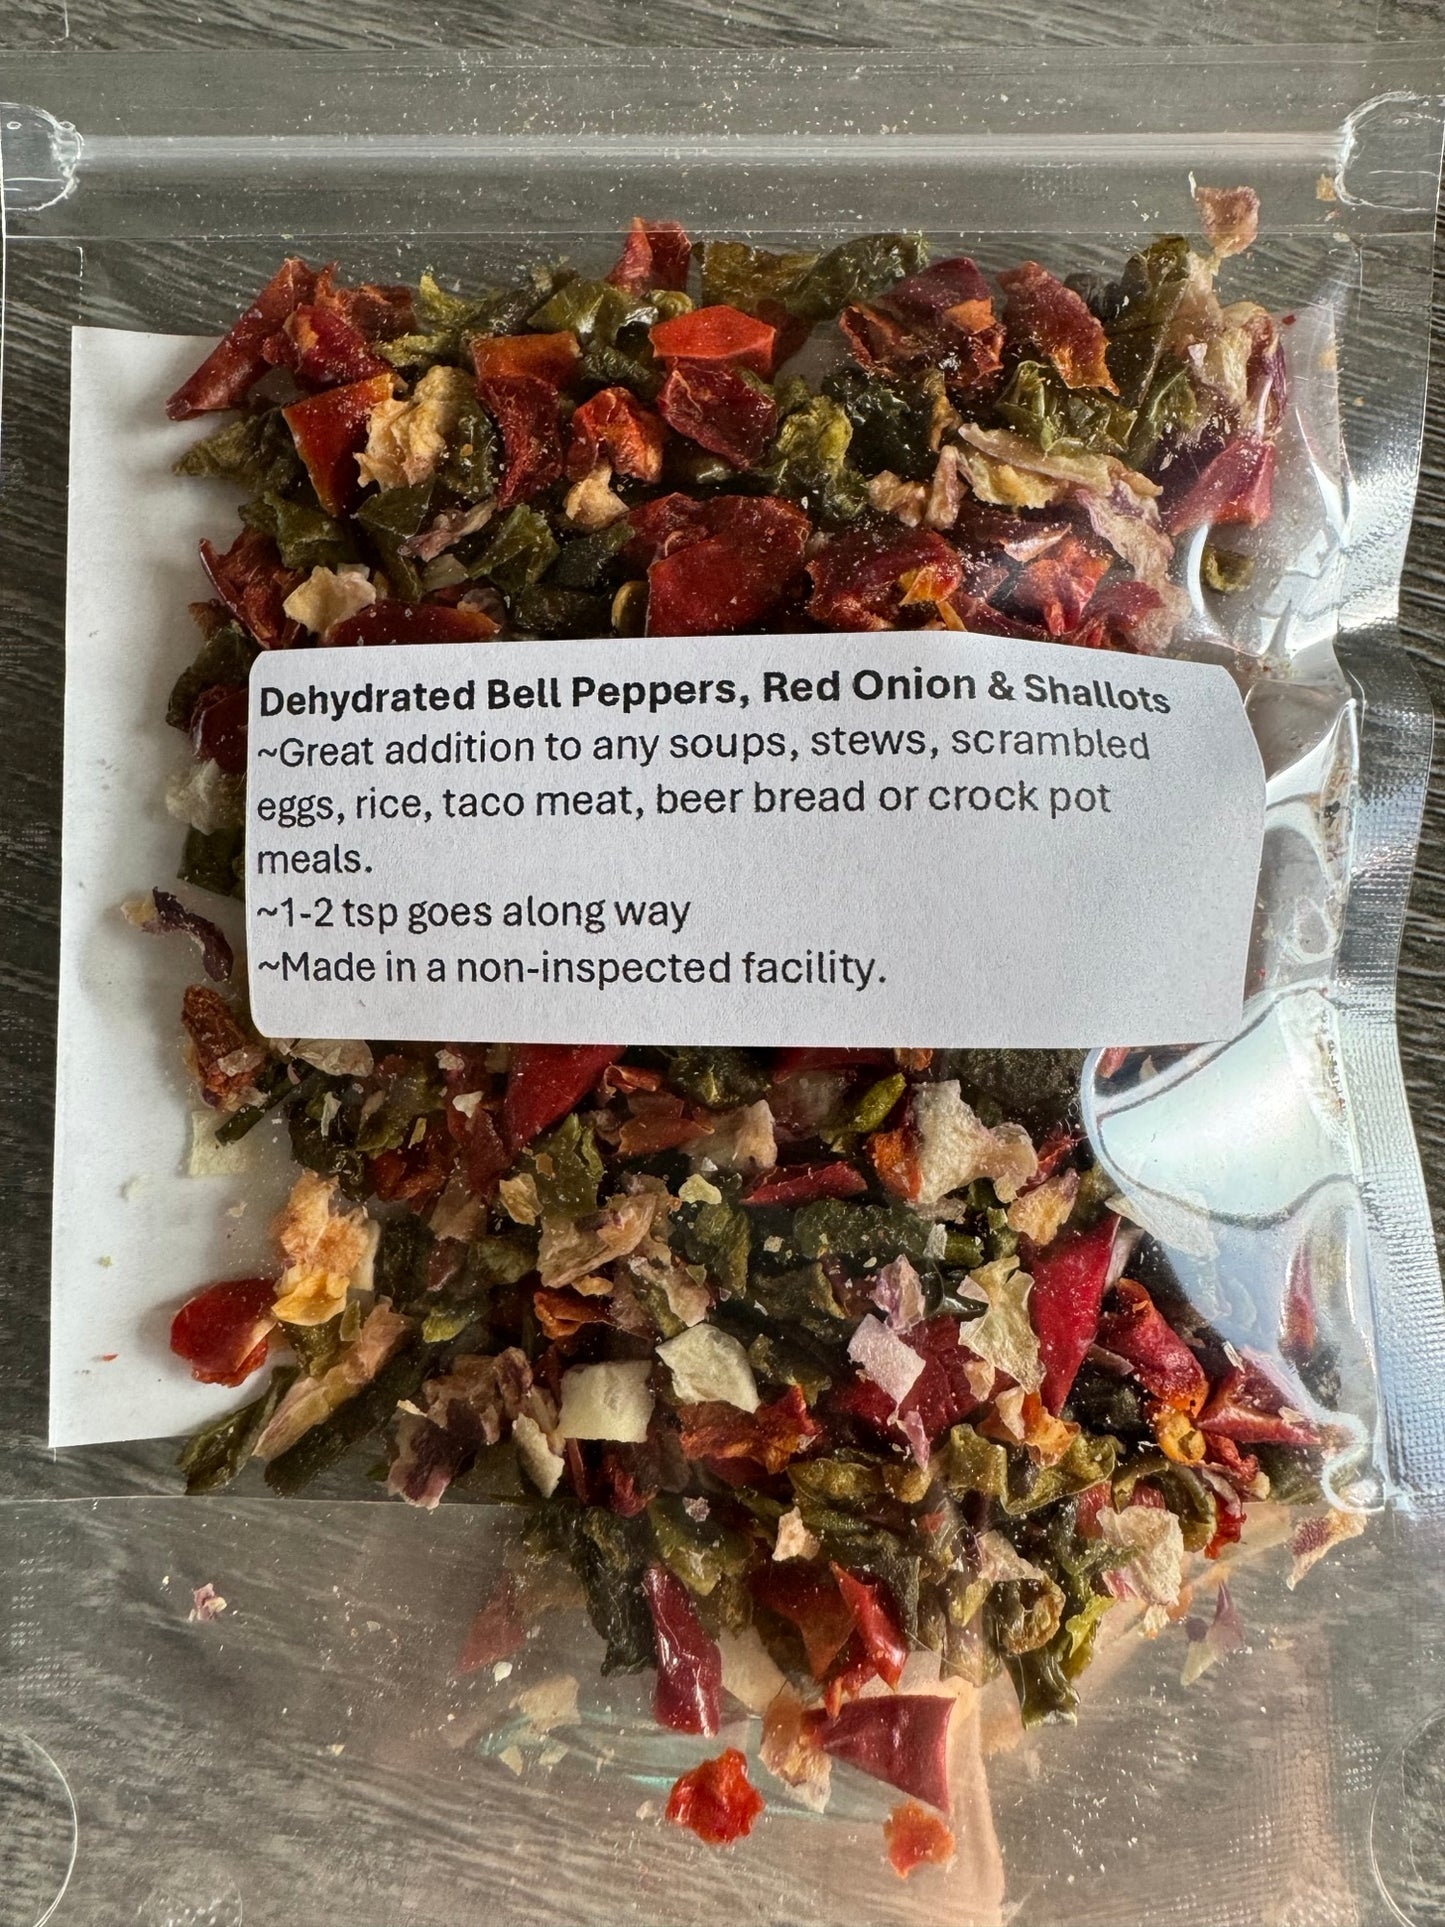 Dehydrated Bell Peppers, Red Onion & Shallots
~Great addition to any soups, stews, scrambled
eggs, rice, taco meat, beer bread or crock pot
meals.
~1-2 tsp goes along way
~Made in a non-inspected facility.